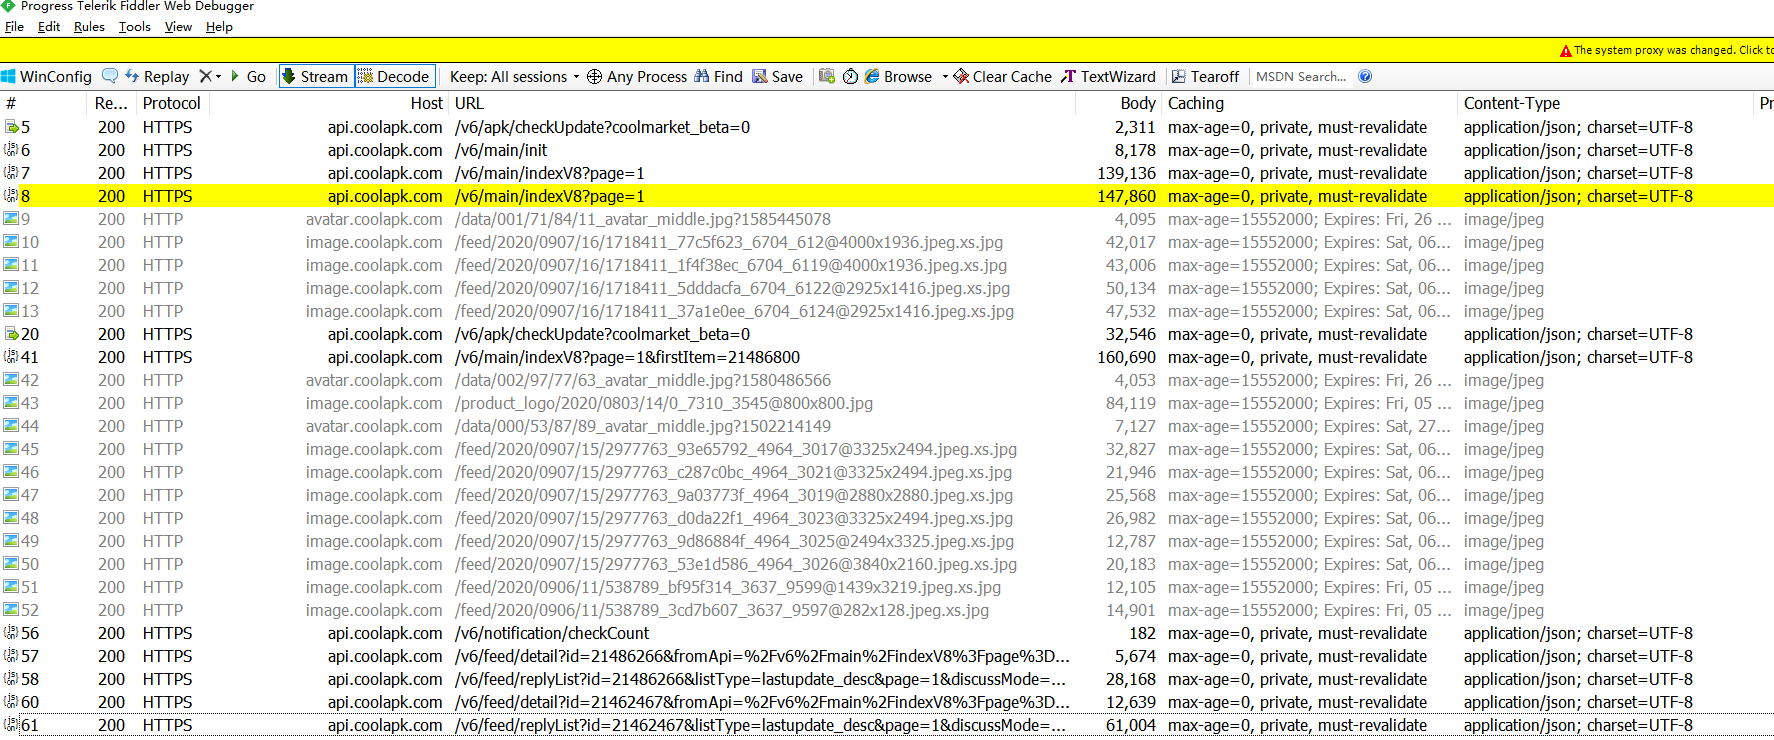 Progress Telerik Fiddler Web Debugger
File Edit Rules Tools View Help
The system proxy was changed. Click to
WinConfig Replay Go Stream Decode Keep: All sessions Any Process Find Save Browse Clear Cache TextWizard Tearoff MSDN Search...
# Re... Protocol Host URL Body Caching Content-Type Pr
5 200 HTTPS api.coolapk.com /v6/apk/checkUpdate?coolmarket_beta=0 2,311 max-age=0, private, must-revalidate application/json; charset=UTF-8
6 200 HTTPS api.coolapk.com /v6/main/init 8,178 max-age=0, private, must-revalidate application/json; charset=UTF-8
7 200 HTTPS api.coolapk.com /v6/main/indexV8?page=1 139,136 max-age=0, private, must-revalidate application/json; charset=UTF-8
8 200 HTTPS api.coolapk.com /v6/main/indexV8?page=1 147,860 max-age=0, private, must-revalidate application/json; charset=UTF-8
9 200 HTTP avatar.coolapk.com /data/001/71/84/11_avatar_middle.jpg?1585445078 4,095 max-age=15552000; Expires: Fri, 26 ... image/jpeg
10 200 HTTP image.coolapk.com /feed/2020/0907/16/1718411_77c5f623_6704_612@4000x1936.jpeg.xs.jpg 42,017 max-age=15552000; Expires: Sat, 06... image/jpeg
11 200 HTTP image.coolapk.com /feed/2020/0907/16/1718411_1f4f38ec_6704_6119@4000x1936.jpeg.xs.jpg 43,006 max-age=15552000; Expires: Sat, 06... image/jpeg
12 200 HTTP image.coolapk.com /feed/2020/0907/16/1718411_5dddacfa_6704_6122@2925x1416.jpeg.xs.jpg 50,134 max-age=15552000; Expires: Sat, 06... image/jpeg
13 200 HTTP image.coolapk.com /feed/2020/0907/16/1718411_37a1e0ee_6704_6124@2925x1416.jpeg.xs.jpg 47,532 max-age=15552000; Expires: Sat, 06... image/jpeg
20 200 HTTPS api.coolapk.com /v6/apk/checkUpdate?coolmarket_beta=0 32,546 max-age=0, private, must-revalidate application/json; charset=UTF-8
41 200 HTTPS api.coolapk.com /v6/main/indexV8?page=1&firstItem=21486800 160,690 max-age=0, private, must-revalidate application/json; charset=UTF-8
42 200 HTTP avatar.coolapk.com /data/002/97/77/63_avatar_middle.jpg?1580486566 4,053 max-age=15552000; Expires: Fri, 26 ... image/jpeg
43 200 HTTP image.coolapk.com /product_logo/2020/0803/14/0_7310_3545@800x800.jpg 84,119 max-age=15552000; Expires: Fri, 05 ... image/jpeg
44 200 HTTP avatar.coolapk.com /data/000/53/87/89_avatar_middle.jpg?1502214149 7,127 max-age=15552000; Expires: Sat, 27... image/jpeg
45 200 HTTP image.coolapk.com /feed/2020/0907/15/2977763_93e65792_4964_3017@3325x2494.jpeg.xs.jpg 32,827 max-age=15552000; Expires: Sat, 06... image/jpeg
46 200 HTTP image.coolapk.com /feed/2020/0907/15/2977763_c287c0bc_4964_3021@3325x2494.jpeg.xs.jpg 21,946 max-age=15552000; Expires: Sat, 06... image/jpeg
47 200 HTTP image.coolapk.com /feed/2020/0907/15/2977763_9a03773f_4964_3019@2880x2880.jpeg.xs.jpg 25,568 max-age=15552000; Expires: Sat, 06... image/jpeg
48 200 HTTP image.coolapk.com /feed/2020/0907/15/2977763_d0da22f1_4964_3023@3325x2494.jpeg.xs.jpg 26,982 max-age=15552000; Expires: Sat, 06... image/jpeg
49 200 HTTP image.coolapk.com /feed/2020/0907/15/2977763_9d86884f_4964_3025@2494x3325.jpeg.xs.jpg 12,787 max-age=15552000; Expires: Sat, 06... image/jpeg
50 200 HTTP image.coolapk.com /feed/2020/0907/15/2977763_53e1d586_4964_3026@3840x2160.jpeg.xs.jpg 20,183 max-age=15552000; Expires: Sat, 06... image/jpeg
51 200 HTTP image.coolapk.com /feed/2020/0906/11/538789_bf95f314_3637_9599@1439x3219.jpeg.xs.jpg 12,105 max-age=15552000; Expires: Fri, 05 ... image/jpeg
52 200 HTTP image.coolapk.com /feed/2020/0906/11/538789_3cd7b607_3637_9597@282x128.jpeg.xs.jpg 14,901 max-age=15552000; Expires: Fri, 05 ... image/jpeg
56 200 HTTPS api.coolapk.com /v6/notification/checkCount 182 max-age=0, private, must-revalidate application/json; charset=UTF-8
57 200 HTTPS api.coolapk.com /v6/feed/detail?id=21486266&fromApi=%2Fv6%2Fmain%2FindexV8%3Fpage%3D... 5,674 max-age=0, private, must-revalidate application/json; charset=UTF-8
58 200 HTTPS api.coolapk.com /v6/feed/replyList?id=21486266&listType=lastupdate_desc&page=1&discussMode=... 28,168 max-age=0, private, must-revalidate application/json; charset=UTF-8
60 200 HTTPS api.coolapk.com /v6/feed/detail?id=21462467&fromApi=%2Fv6%2Fmain%2FindexV8%3Fpage%3D... 12,639 max-age=0, private, must-revalidate application/json; charset=UTF-8
61 200 HTTPS api.coolapk.com /v6/feed/replyList?id=21462467&listType=lastupdate_desc&page=1&discussMode=... 61,004 max-age=0, private, must-revalidate application/json; charset=UTF-8